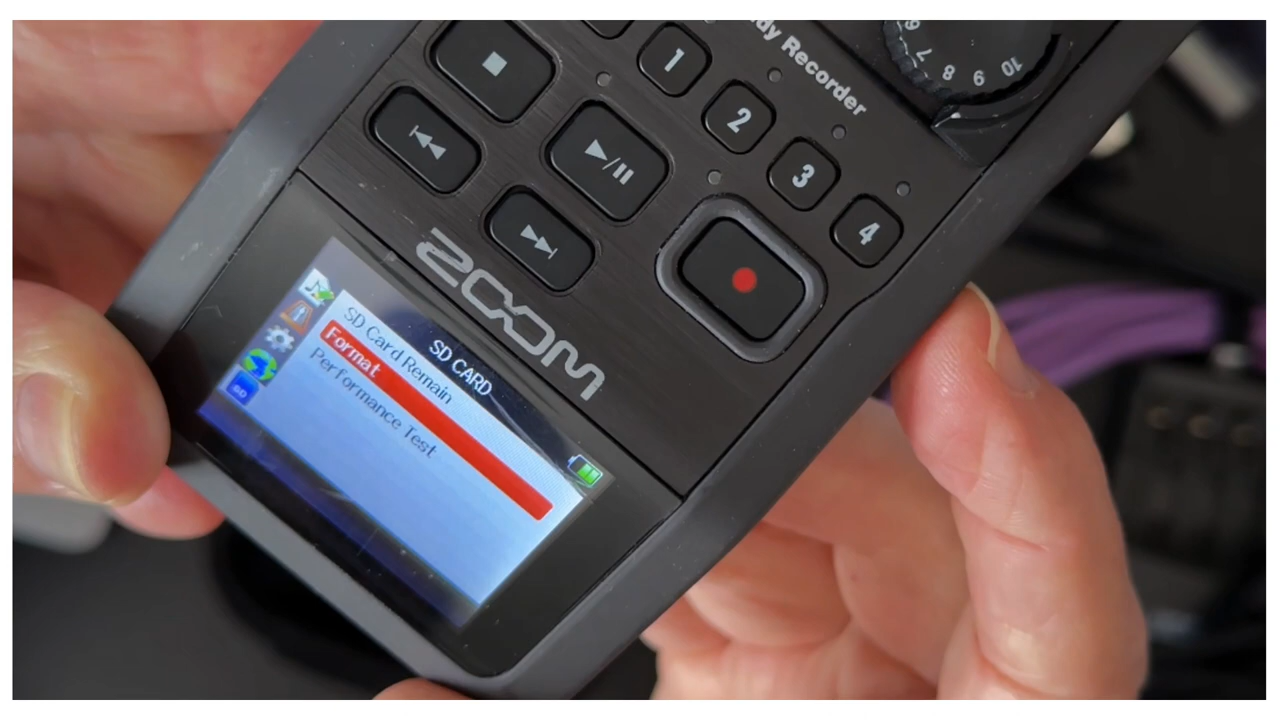 dy Recorder
6
7
8
9
10
1
2
3
4
ZOOM
SD CARD
SD Card Remain
Format
Performance Test
SD